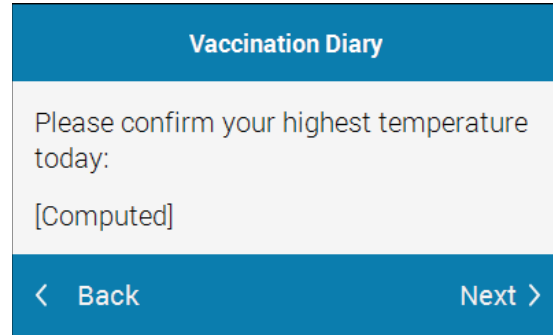 Vaccination Diary
Please confirm your highest temperature
today:
[Computed]
Back
Next